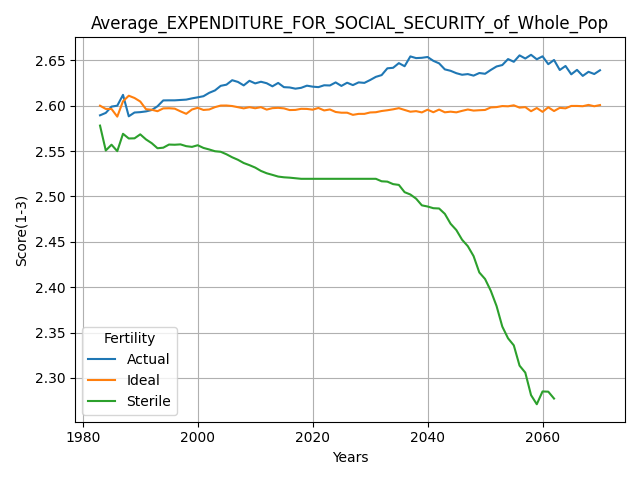 Average_EXPENDITURE_FOR_SOCIAL_SECURITY_of_Whole_Pop
2.65
2.60
2.55
2.50
2.45
2.40
2.35
2.30
Score(1-3)
Fertility
Actual
Ideal
Sterile
1980 2000 2020 2040 2060
Years